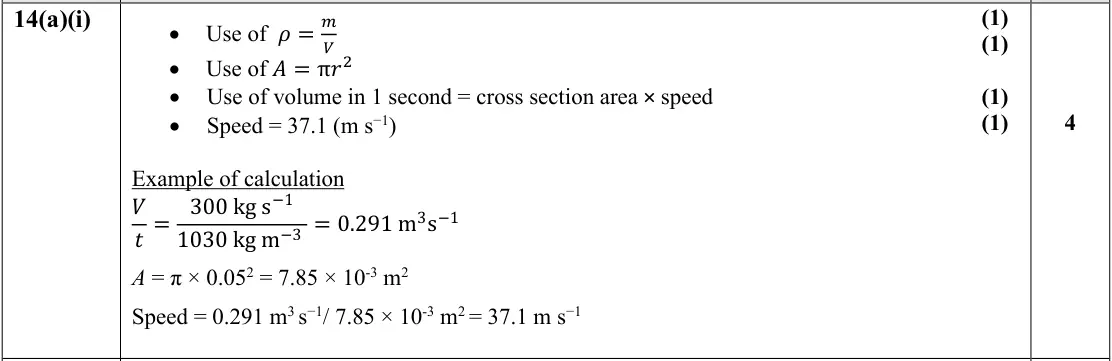 14(a)(i)
• Use of ρ = m/V (1)
(1)
• Use of A = πr²
• Use of volume in 1 second = cross section area × speed (1)
• Speed = 37.1 (m s⁻¹) (1) 4
Example of calculation
V/t = 300 kg s⁻¹/1030 kg m⁻³ = 0.291 m³s⁻¹
A = π × 0.05² = 7.85 × 10⁻³ m²
Speed = 0.291 m³ s⁻¹/ 7.85 × 10⁻³ m² = 37.1 m s⁻¹